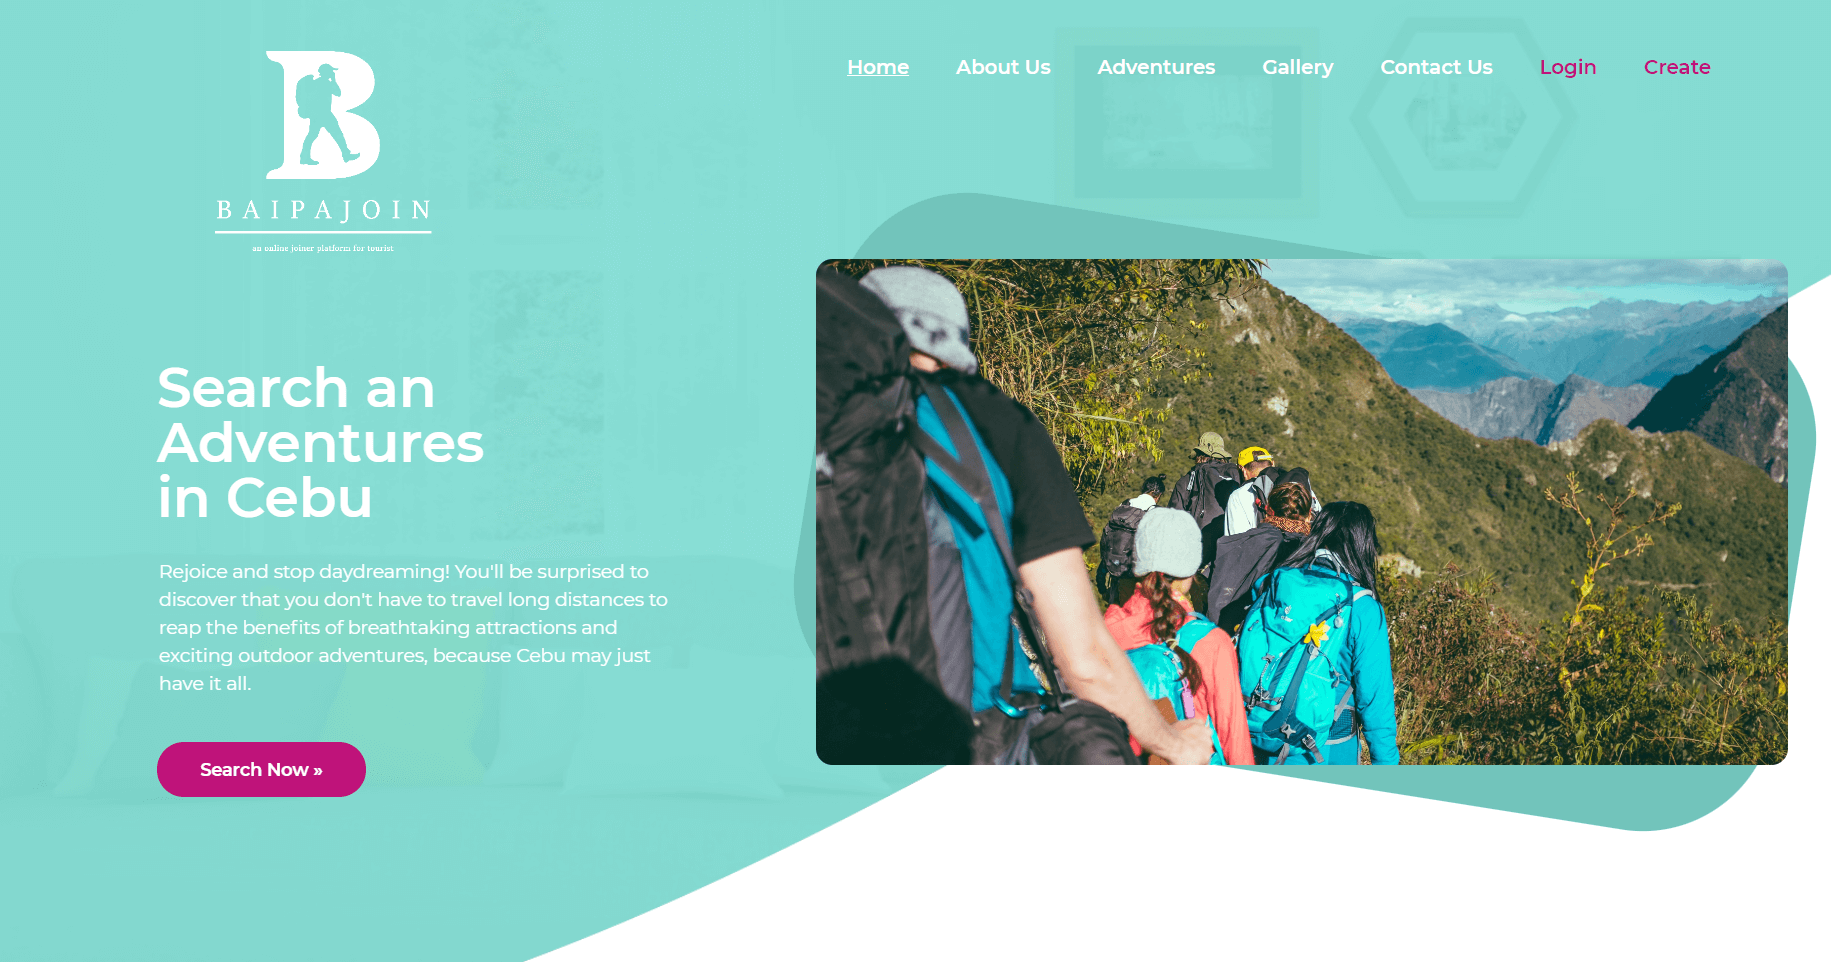 B
BAIPAJOIN
an online joiner platform for tourist
Home About Us Adventures Gallery Contact Us Login Create
Search an
Adventures
in Cebu
Rejoice and stop daydreaming! You'll be surprised to
discover that you don't have to travel long distances to
reap the benefits of breathtaking attractions and
exciting outdoor adventures, because Cebu may just
have it all.
Search Now »